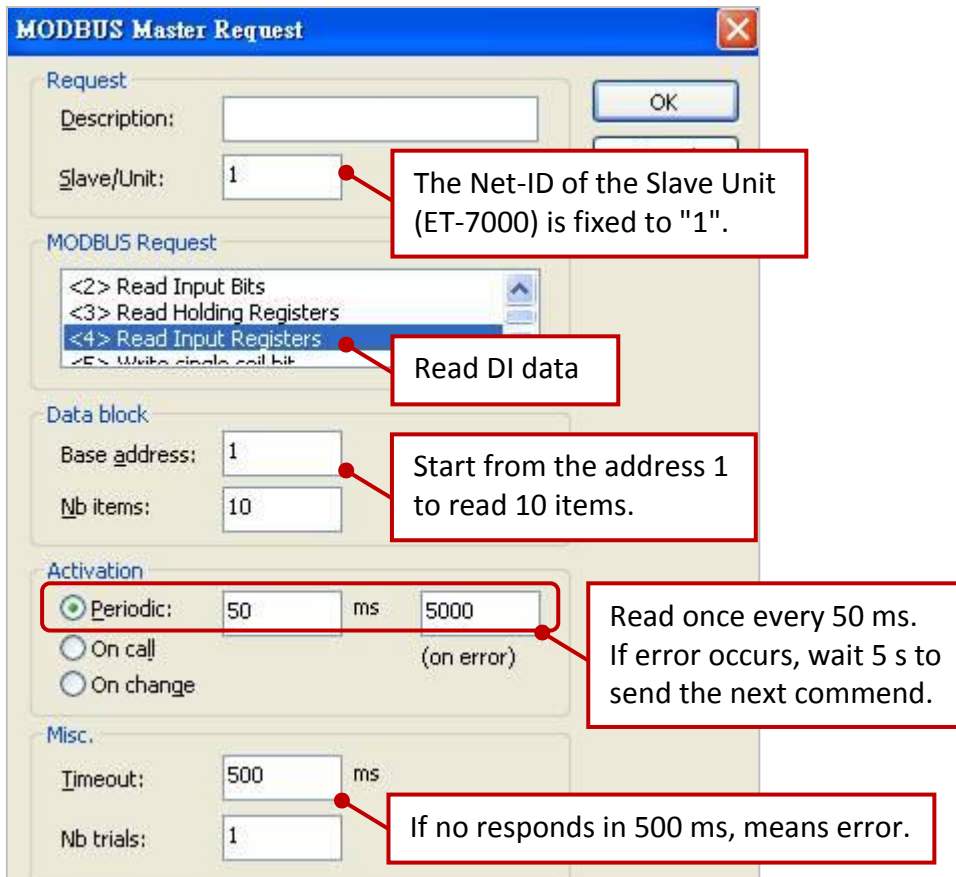 MODBUS Master Request
Request
Description:
OK
Slave/Unit: 1
The Net-ID of the Slave Unit
(ET-7000) is fixed to "1".
MODBUS Request
<2> Read Input Bits
<3> Read Holding Registers
<4> Read Input Registers
<5> Write single coil bit
Read DI data
Data block
Base address: 1
Nb items: 10
Start from the address 1
to read 10 items.
Activation
Periodic: 50 ms 5000
On call
(on error)
On change
Read once every 50 ms.
If error occurs, wait 5 s to
send the next commend.
Misc.
Timeout: 500 ms
Nb trials: 1
If no responds in 500 ms, means error.